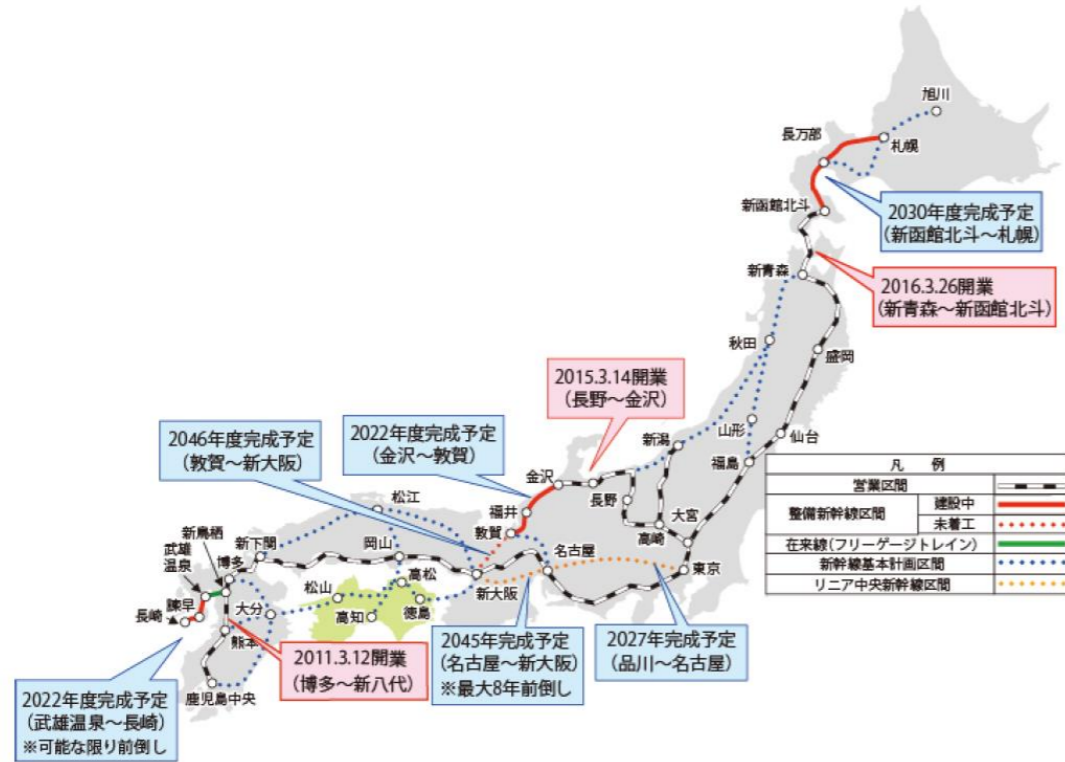 旭川
長万部
札幌
新函館北斗
2030年度完成予定
(新函館北斗～札幌)
新青森
2016.3.26開業
(新青森～新函館北斗)
秋田
盛岡
2015.3.14開業
(長野～金沢)
2046年度完成予定
(敦賀～新大阪)
2022年度完成予定
(金沢～敦賀)
新潟
山形
仙台
福島
金沢
長野
福井
敦賀
高崎
大宮
東京
名古屋
松江
岡山
新大阪
新鳥栖
武雄
温泉
博多
新下関
諫早
長崎
大分
熊本
鹿児島中央
松山
高松
高知
徳島
2011.3.12開業
(博多～新八代)
2045年完成予定
(名古屋～新大阪)
※最大8年前倒し
2027年完成予定
(品川～名古屋)
2022年度完成予定
(武雄温泉～長崎)
※可能な限り前倒し
凡 例
営業区間
整備新幹線区間 建設中
未着工
在来線(フリーゲージトレイン)
新幹線基本計画区間
リニア中央新幹線区間